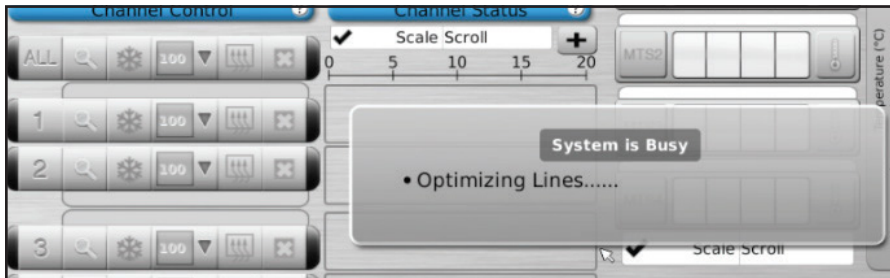 Channel Control ?
Channel Status ?
Scale Scroll +
0 5 10 15 20
ALL 100
MTS2
1 100
2 100
3 100
System is Busy
• Optimizing Lines......
Scale Scroll